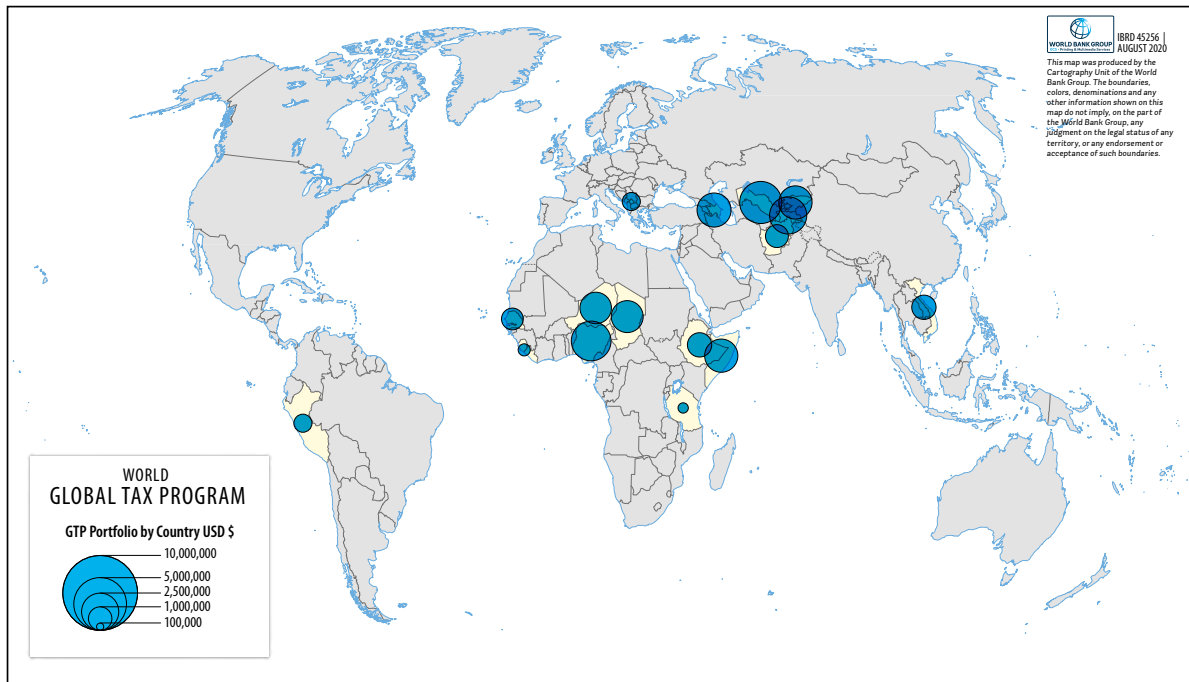 WORLD BANK GROUP
GCS – Printing & Multimedia Services
IBRD 45256 |
AUGUST 2020
This map was produced by the
Cartography Unit of the World
Bank Group. The boundaries,
colors, denominations and any
other information shown on this
map do not imply, on the part of
the World Bank Group, any
judgment on the legal status of any
territory, or any endorsement or
acceptance of such boundaries.
WORLD
GLOBAL TAX PROGRAM
GTP Portfolio by Country USD $
10,000,000
5,000,000
2,500,000
1,000,000
100,000